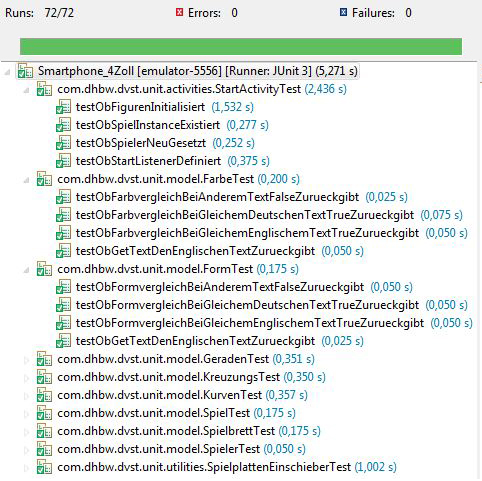 Runs: 72/72 Errors: 0 Failures: 0
Smartphone_4Zoll [emulator-5556] [Runner: JUnit 3] (5,271 s)
com.dhbw.dvst.unit.activities.StartActivityTest (2,436 s)
testObFigurenInitialisiert (1,532 s)
testObSpielInstanceExistiert (0,277 s)
testObSpielerNeuGesetzt (0,252 s)
testObStartListenerDefiniert (0,375 s)
com.dhbw.dvst.unit.model.FarbeTest (0,200 s)
testObFarbvergleichBeiAnderemTextFalseZurueckgibt (0,025 s)
testObFarbvergleichBeiGleichemDeutschenTextTrueZurueckgibt (0,075 s)
testObFarbvergleichBeiGleichemEnglischemTextTrueZurueckgibt (0,050 s)
testObGetTextDenEnglischenTextZurueckgibt (0,050 s)
com.dhbw.dvst.unit.model.FormTest (0,175 s)
testObFormvergleichBeiAnderemTextFalseZurueckgibt (0,050 s)
testObFormvergleichBeiGleichemDeutschenTextTrueZurueckgibt (0,050 s)
testObFormvergleichBeiGleichemEnglischemTextTrueZurueckgibt (0,050 s)
testObGetTextDenEnglischenTextZurueckgibt (0,025 s)
com.dhbw.dvst.unit.model.GeradenTest (0,351 s)
com.dhbw.dvst.unit.model.KreuzungsTest (0,350 s)
com.dhbw.dvst.unit.model.KurvenTest (0,357 s)
com.dhbw.dvst.unit.model.SpielTest (0,175 s)
com.dhbw.dvst.unit.model.SpielbrettTest (0,175 s)
com.dhbw.dvst.unit.model.SpielerTest (0,050 s)
com.dhbw.dvst.unit.utilities.SpielplattenEinschieberTest (1,002 s)